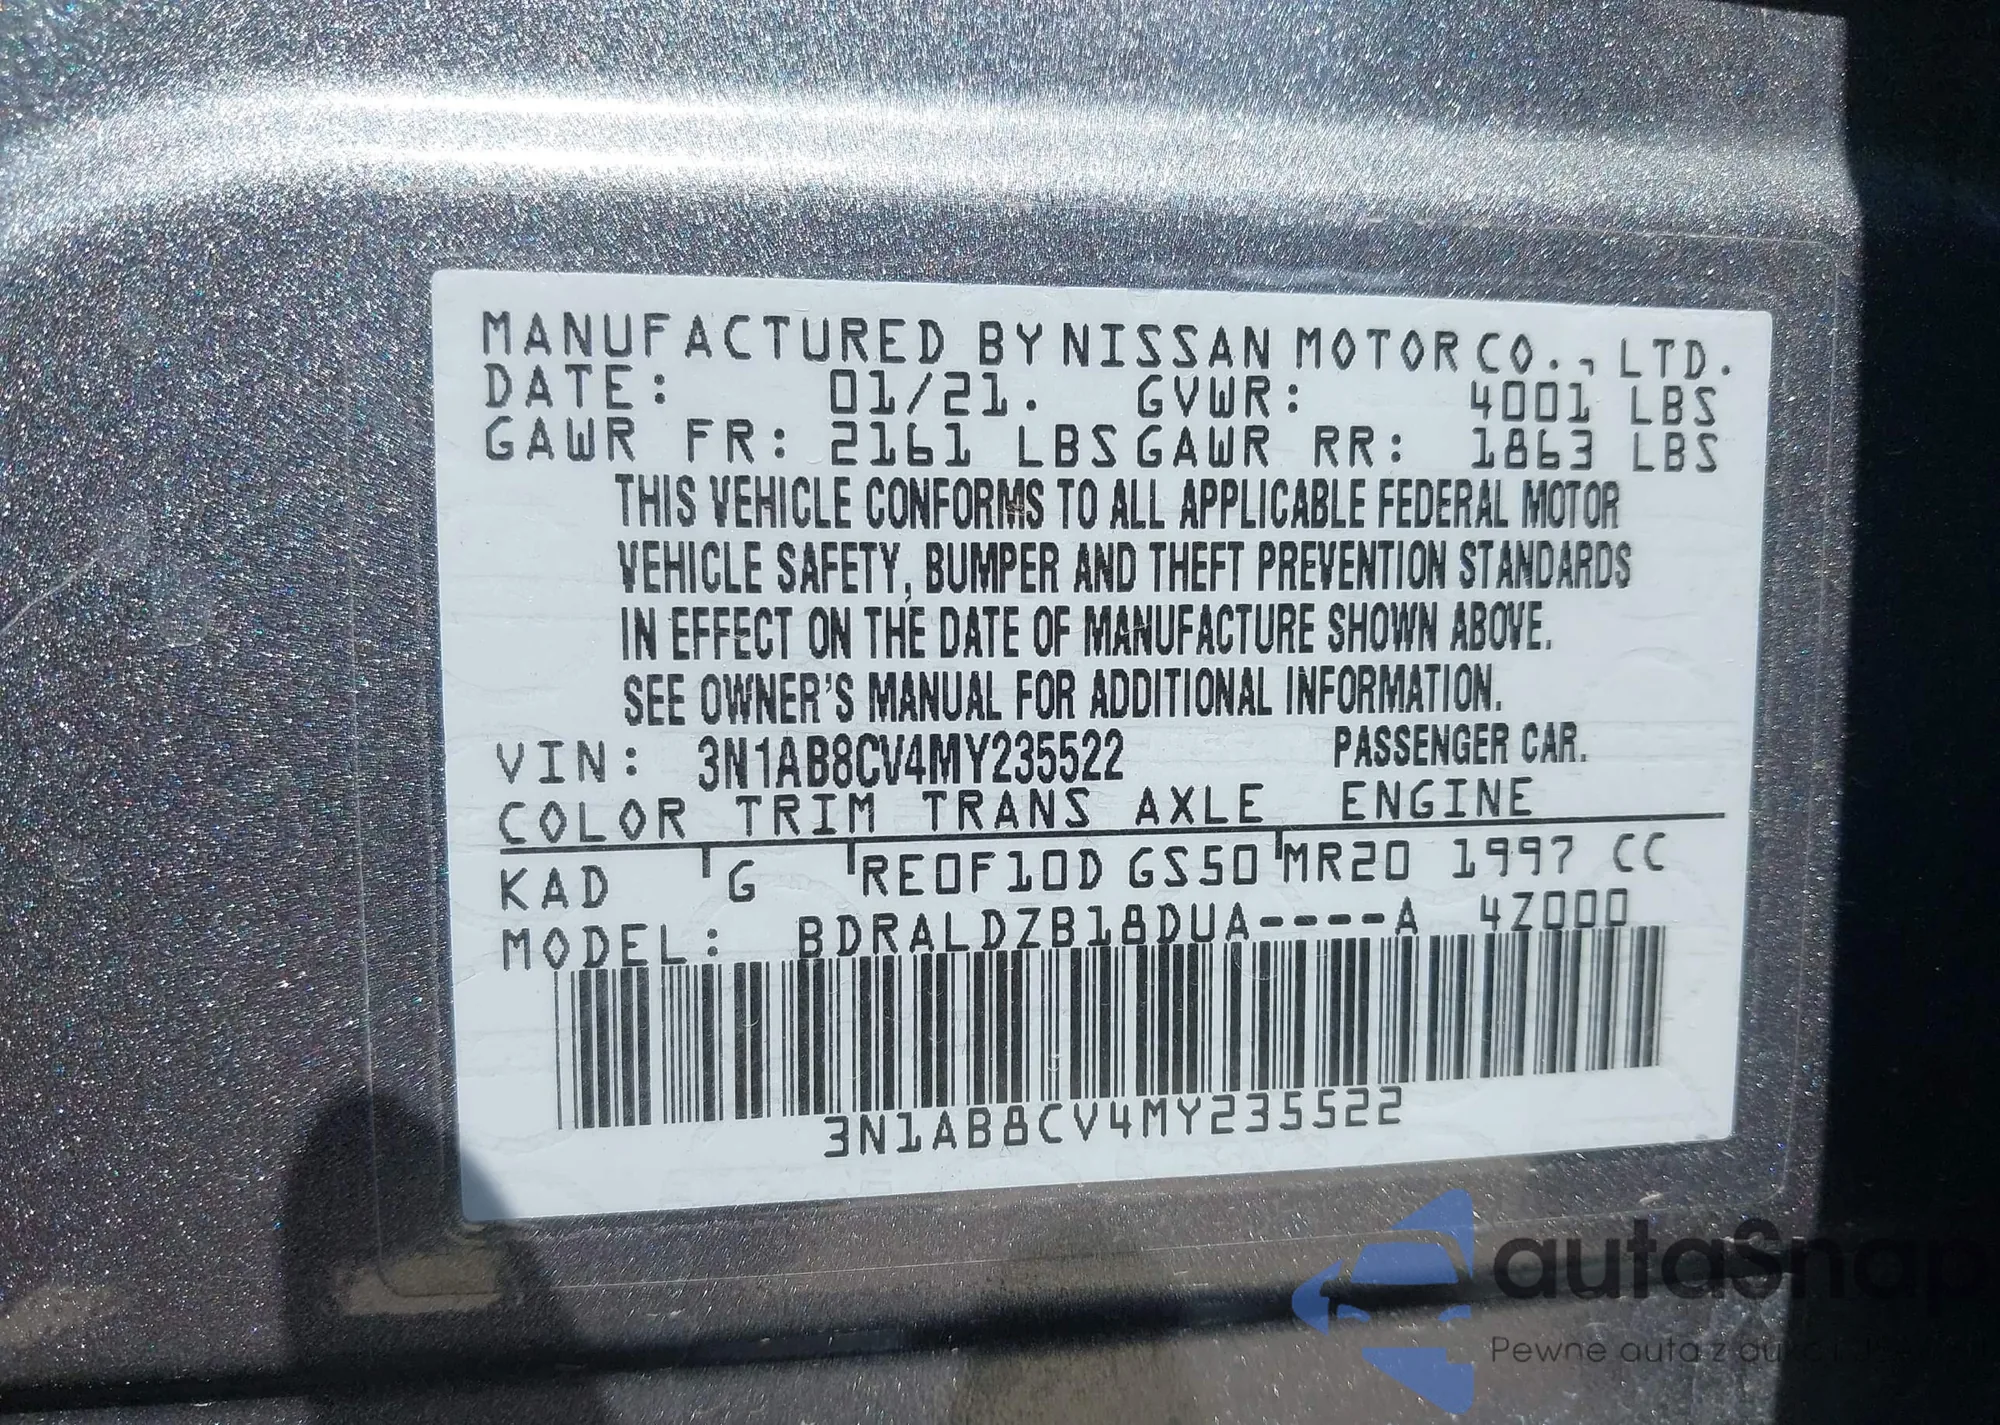 MANUFACTURED BY NISSAN MOTOR CO., LTD.
DATE: 01/21. GVWR: 4001 LBS
GAWR FR: 2161 LBS GAWR RR: 1863 LBS
THIS VEHICLE CONFORMS TO ALL APPLICABLE FEDERAL MOTOR
VEHICLE SAFETY, BUMPER AND THEFT PREVENTION STANDARDS
IN EFFECT ON THE DATE OF MANUFACTURE SHOWN ABOVE.
SEE OWNER'S MANUAL FOR ADDITIONAL INFORMATION.
VIN: 3N1AB8CV4MY235522 PASSENGER CAR.
COLOR TRIM TRANS AXLE ENGINE
KAD G RE0F10D GS50 MR20 1997 CC
MODEL: BDRALDZB18DUA----A 4Z000
3N1AB8CV4MY235522
autaSnap
Pewne auta z